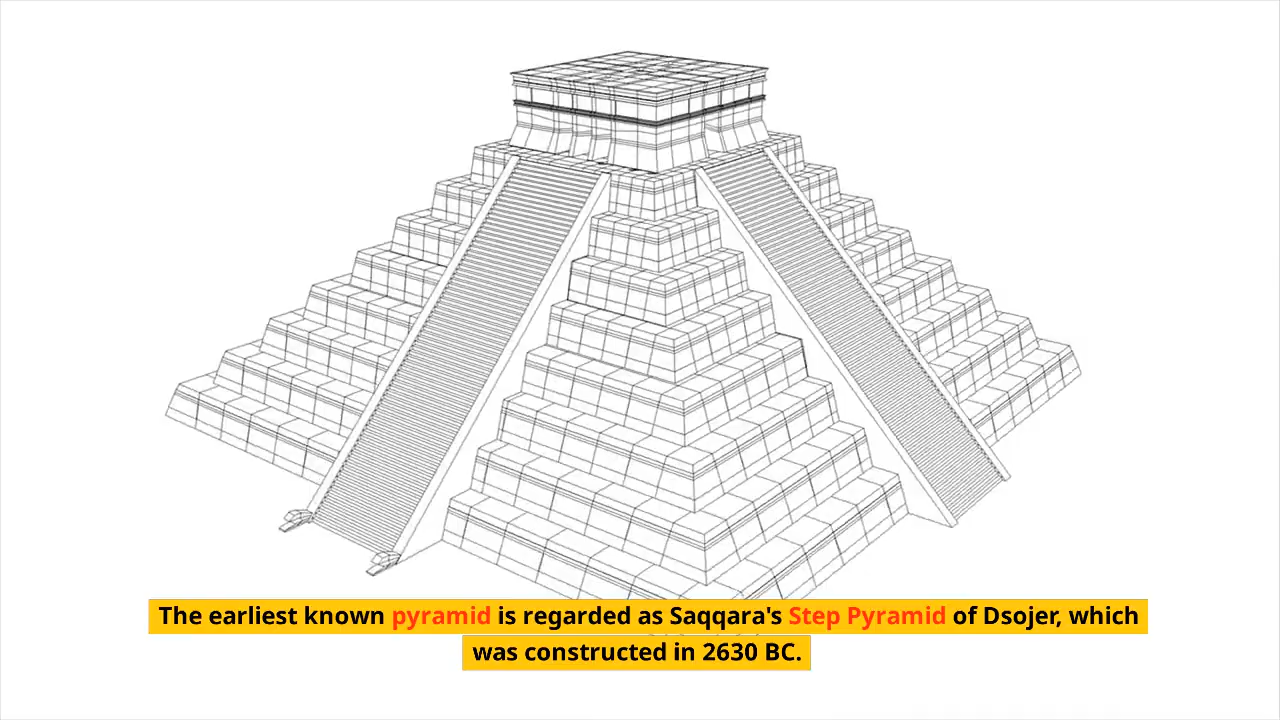 The earliest known pyramid is regarded as Saqqara's Step Pyramid of Dsojer, which
was constructed in 2630 BC.